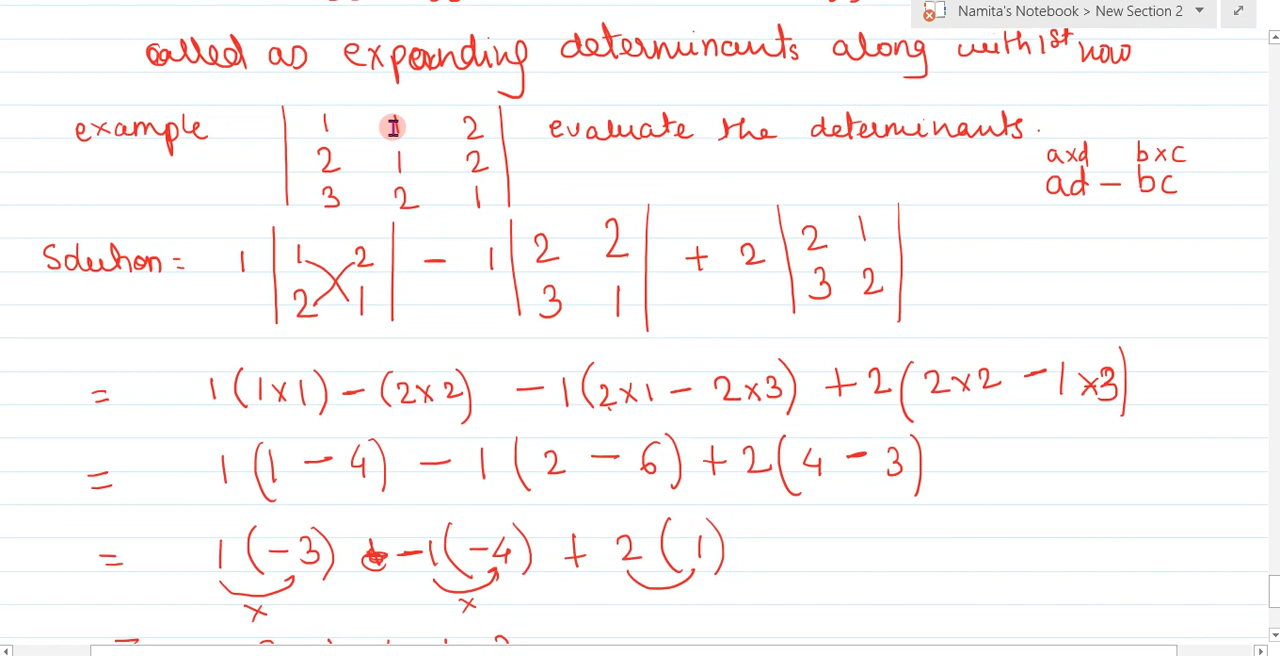 Namita's Notebook > New Section 2
called as expanding determinants along with 1st row
example | 1 1 2 | evaluate the determinants.
| 2 1 2 | a×d b×c
| 3 2 1 | ad – bc
Solution = 1 | 1 2 | – 1 | 2 2 | + 2 | 2 1 |
| 2 1 | | 3 1 | | 3 2 |
= 1 (1×1) – (2×2) – 1 (2×1 – 2×3) + 2 (2×2 – 1×3)
= 1 (1 – 4) – 1 (2 – 6) + 2 (4 – 3)
= 1 (–3) –1 (–4) + 2 (1)
× ×